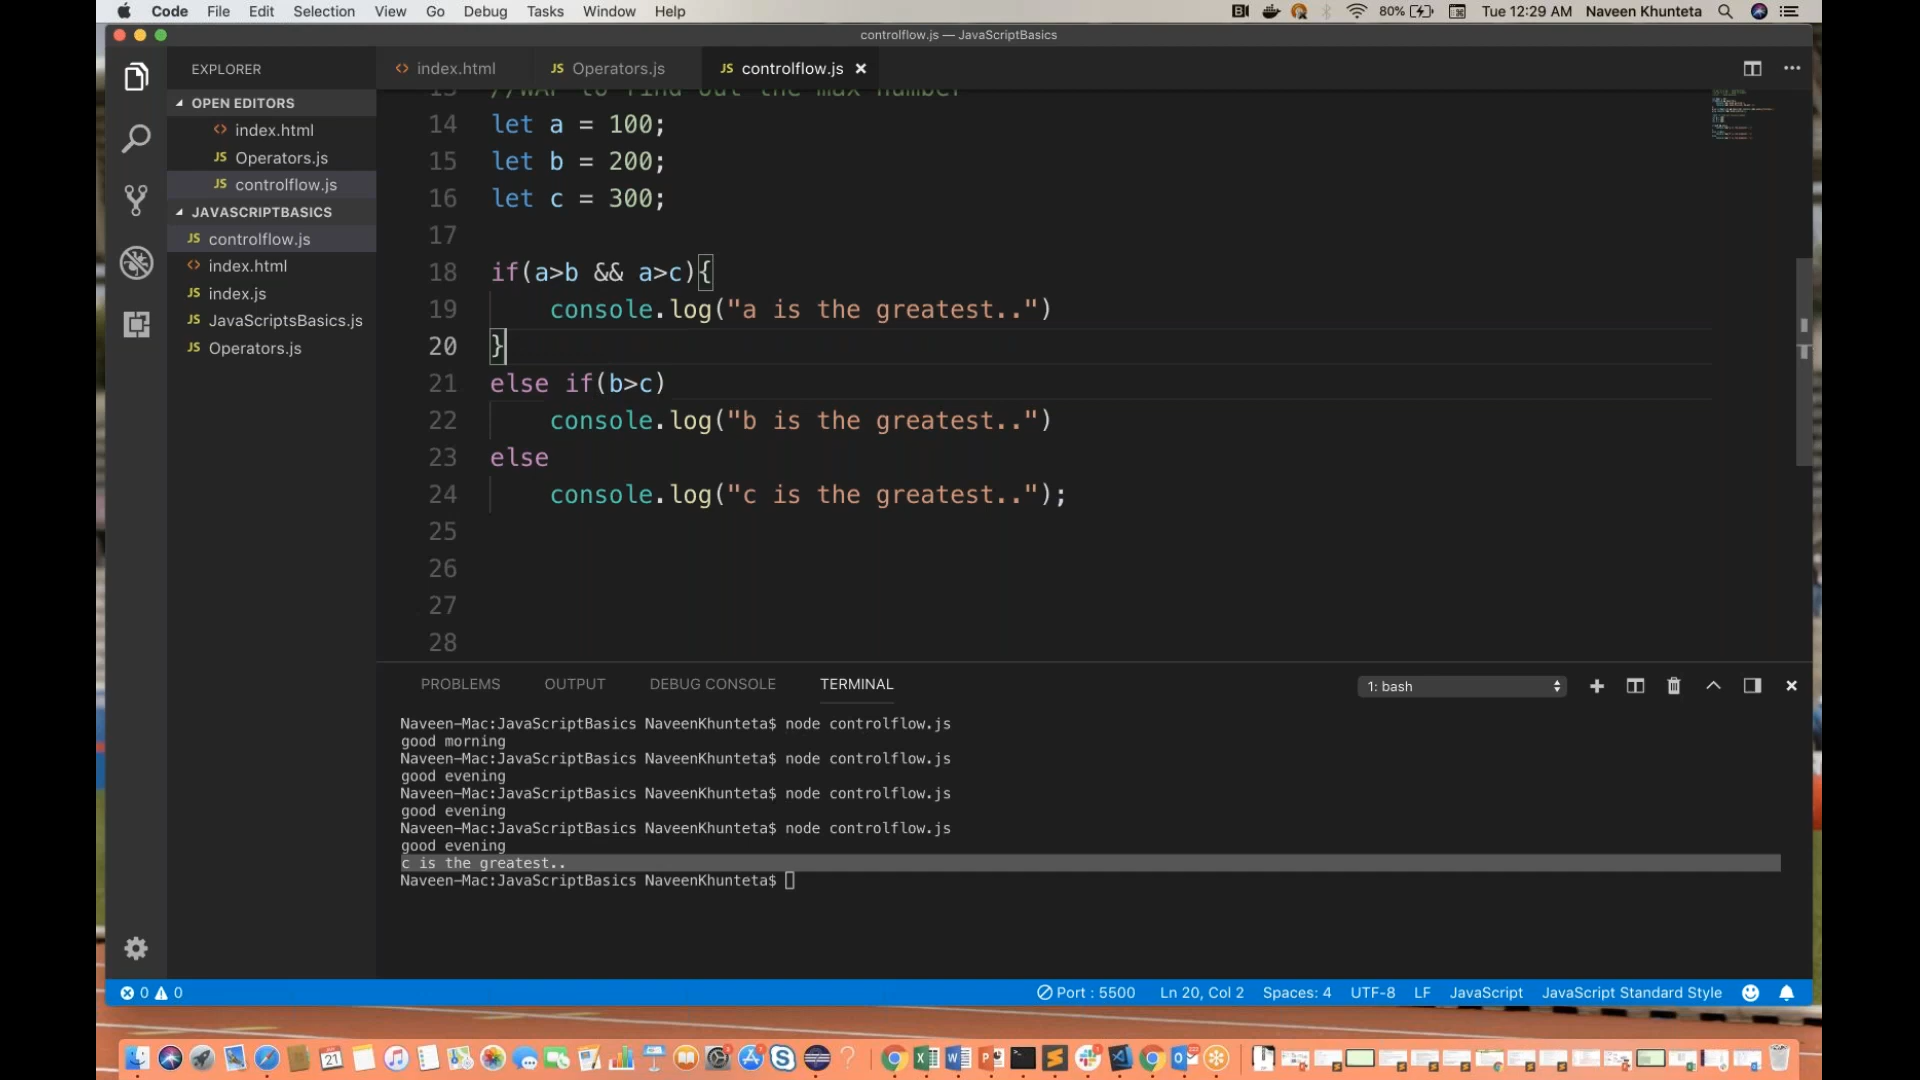 Code File Edit Selection View Go Debug Tasks Window Help 80% Tue 12:29 AM Naveen Khunteta
controlflow.js — JavaScriptBasics
EXPLORER
OPEN EDITORS
index.html
JS Operators.js
JS controlflow.js
JAVASCRIPTBASICS
JS controlflow.js
index.html
JS index.js
JS JavaScriptsBasics.js
JS Operators.js
index.html JS Operators.js JS controlflow.js
13 //WAP to find out the max number
14 let a = 100;
15 let b = 200;
16 let c = 300;
17
18 if(a>b && a>c){
19 console.log("a is the greatest..")
20 }
21 else if(b>c)
22 console.log("b is the greatest..")
23 else
24 console.log("c is the greatest..");
25
26
27
28
PROBLEMS OUTPUT DEBUG CONSOLE TERMINAL 1: bash
Naveen-Mac:JavaScriptBasics NaveenKhunteta$ node controlflow.js
good morning
Naveen-Mac:JavaScriptBasics NaveenKhunteta$ node controlflow.js
good evening
Naveen-Mac:JavaScriptBasics NaveenKhunteta$ node controlflow.js
good evening
Naveen-Mac:JavaScriptBasics NaveenKhunteta$ node controlflow.js
good evening
c is the greatest..
Naveen-Mac:JavaScriptBasics NaveenKhunteta$
0 0 Port : 5500 Ln 20, Col 2 Spaces: 4 UTF-8 LF JavaScript JavaScript Standard Style